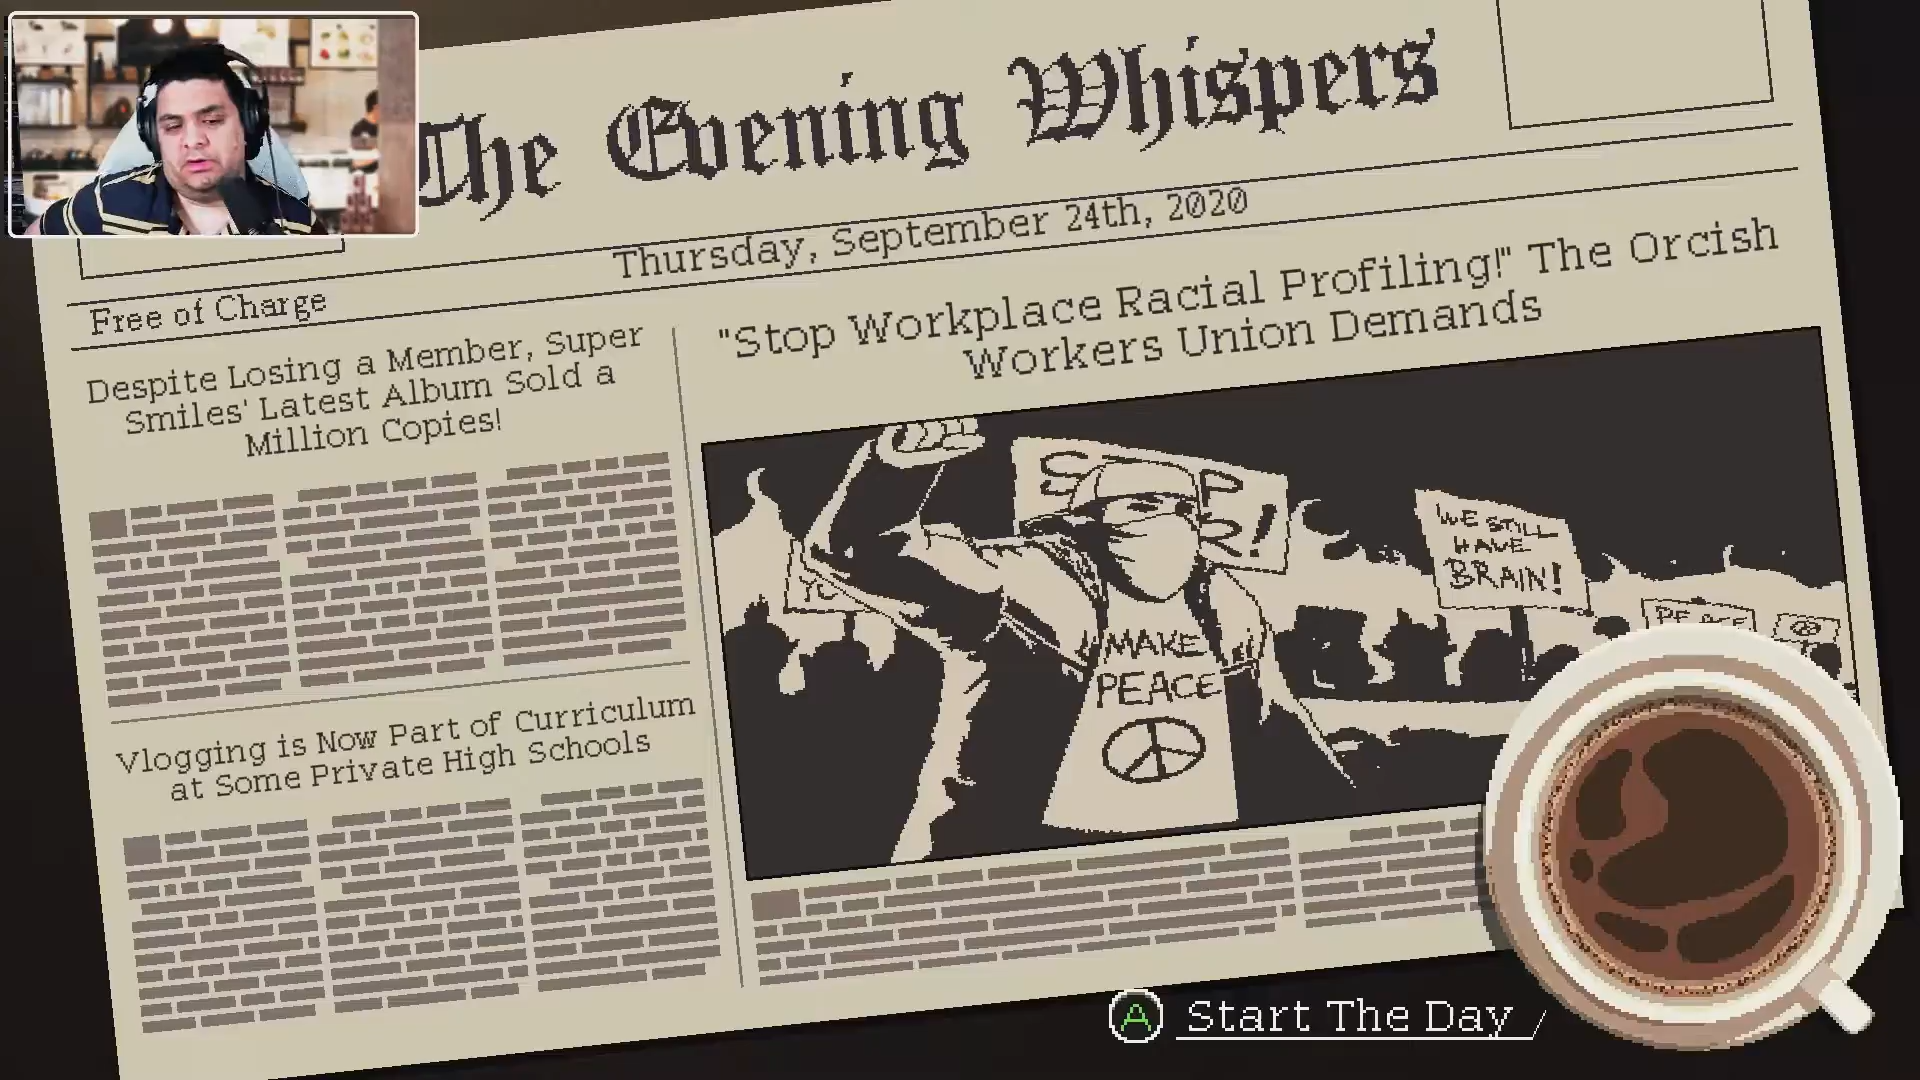 The Evening Whispers
Thursday, September 24th, 2020
Free of Charge
Despite Losing a Member, Super
Smiles' Latest Album Sold a
Million Copies!
"Stop Workplace Racial Profiling!" The Orcish
Workers Union Demands
WE STILL
HAVE
BRAIN!
PEACE
MAKE
PEACE
Vlogging is Now Part of Curriculum
at Some Private High Schools
A Start The Day